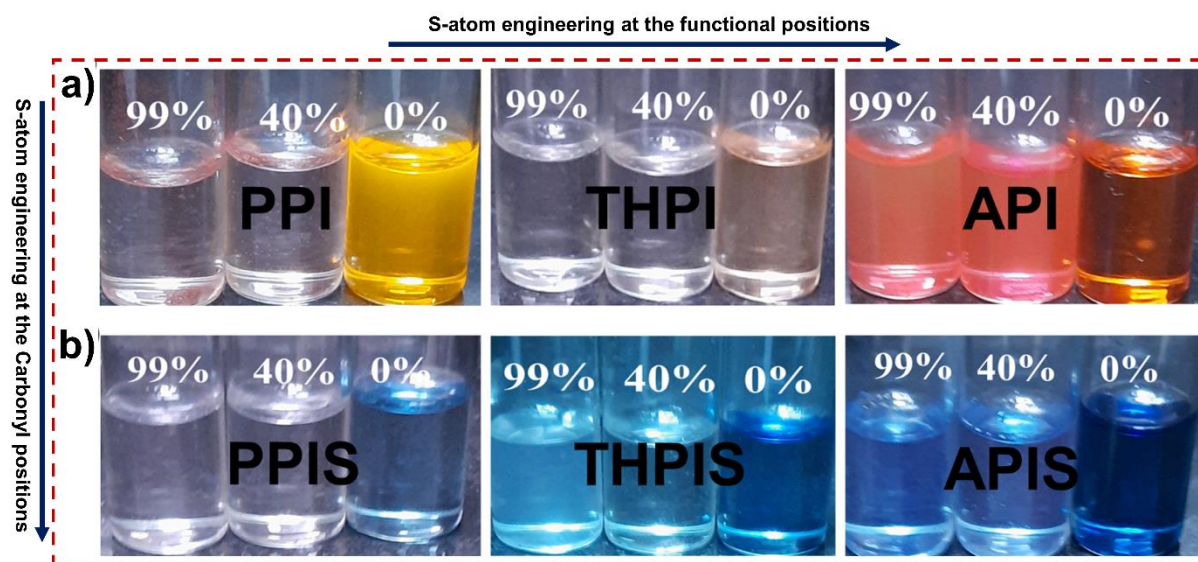 S-atom engineering at the functional positions
S-atom engineering at the Carbonyl positions
a)
99% 40% 0%
PPI
99% 40% 0%
THPI
99% 40% 0%
API
b)
99% 40% 0%
PPIS
99% 40% 0%
THPIS
99% 40% 0%
APIS